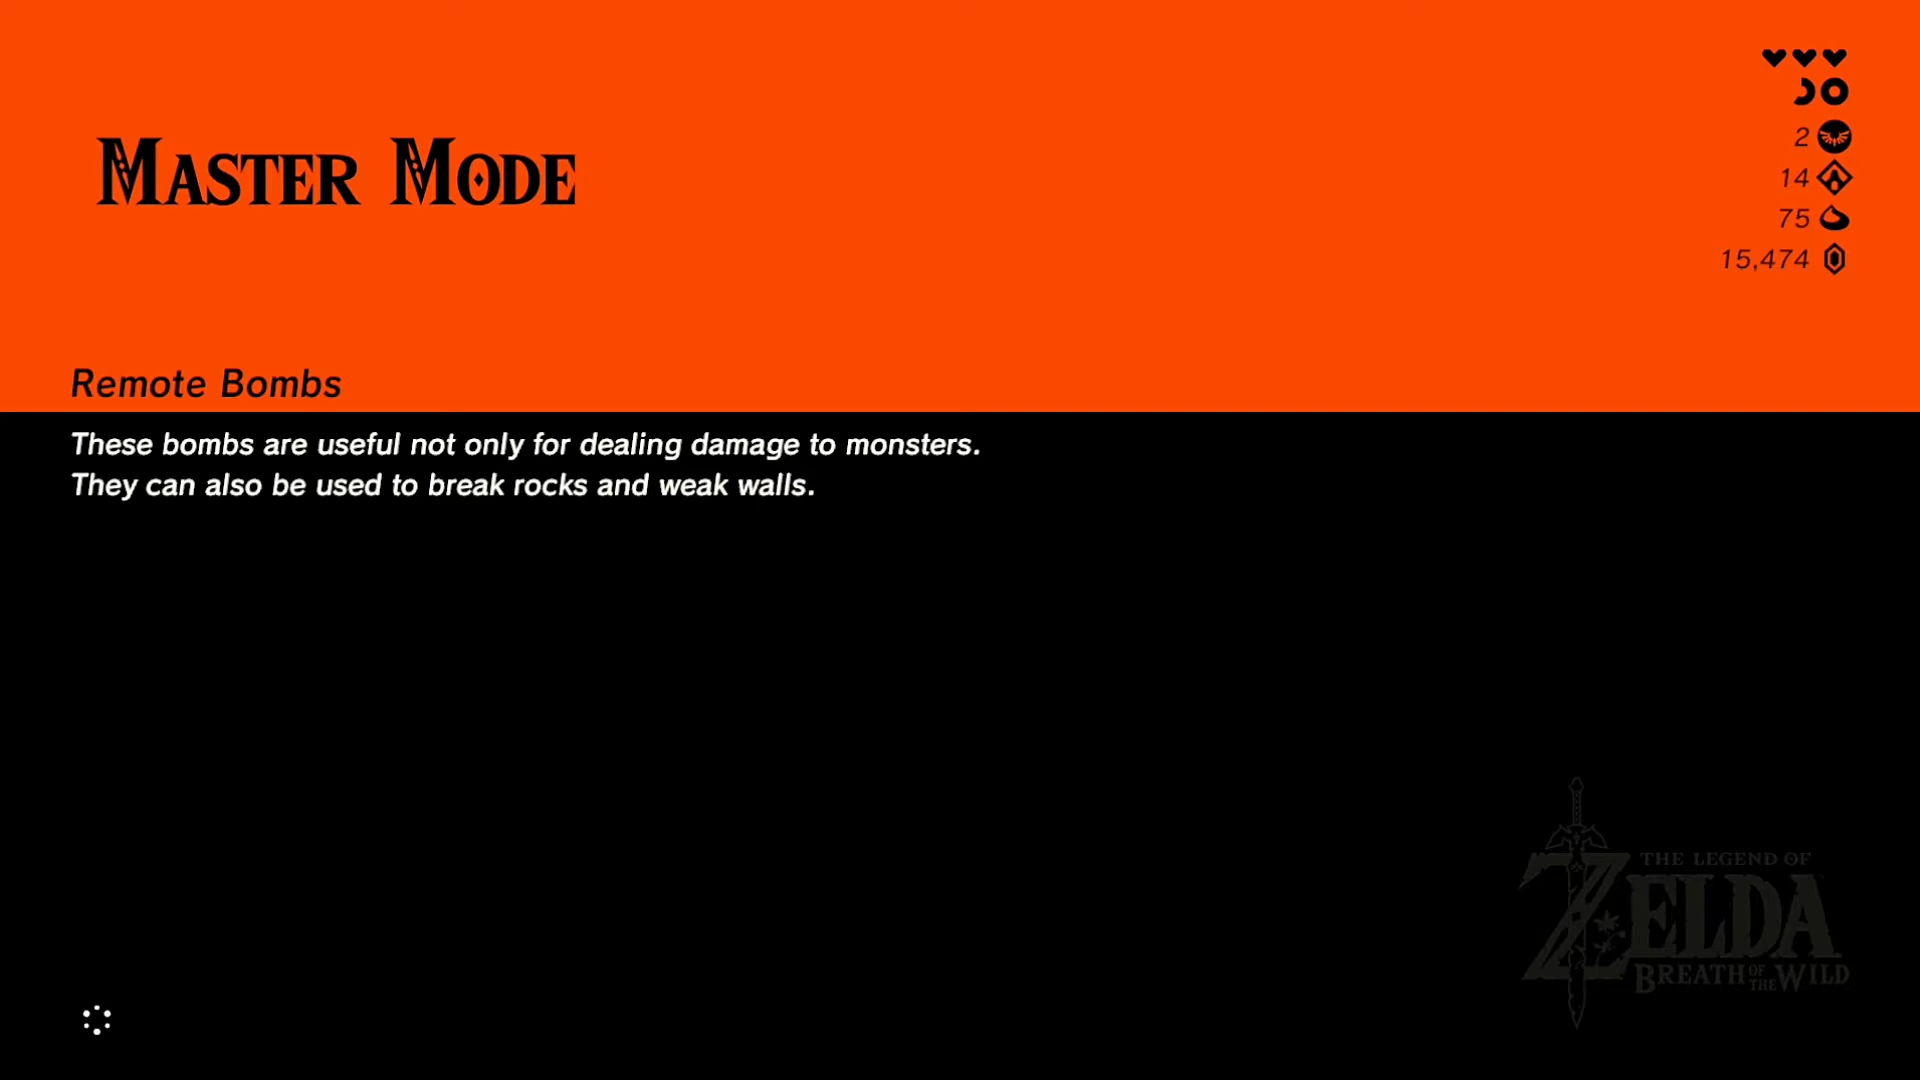 Master Mode
2
14
75
15,474
Remote Bombs
These bombs are useful not only for dealing damage to monsters.
They can also be used to break rocks and weak walls.
THE LEGEND OF
ZELDA
BREATH OF THE WILD